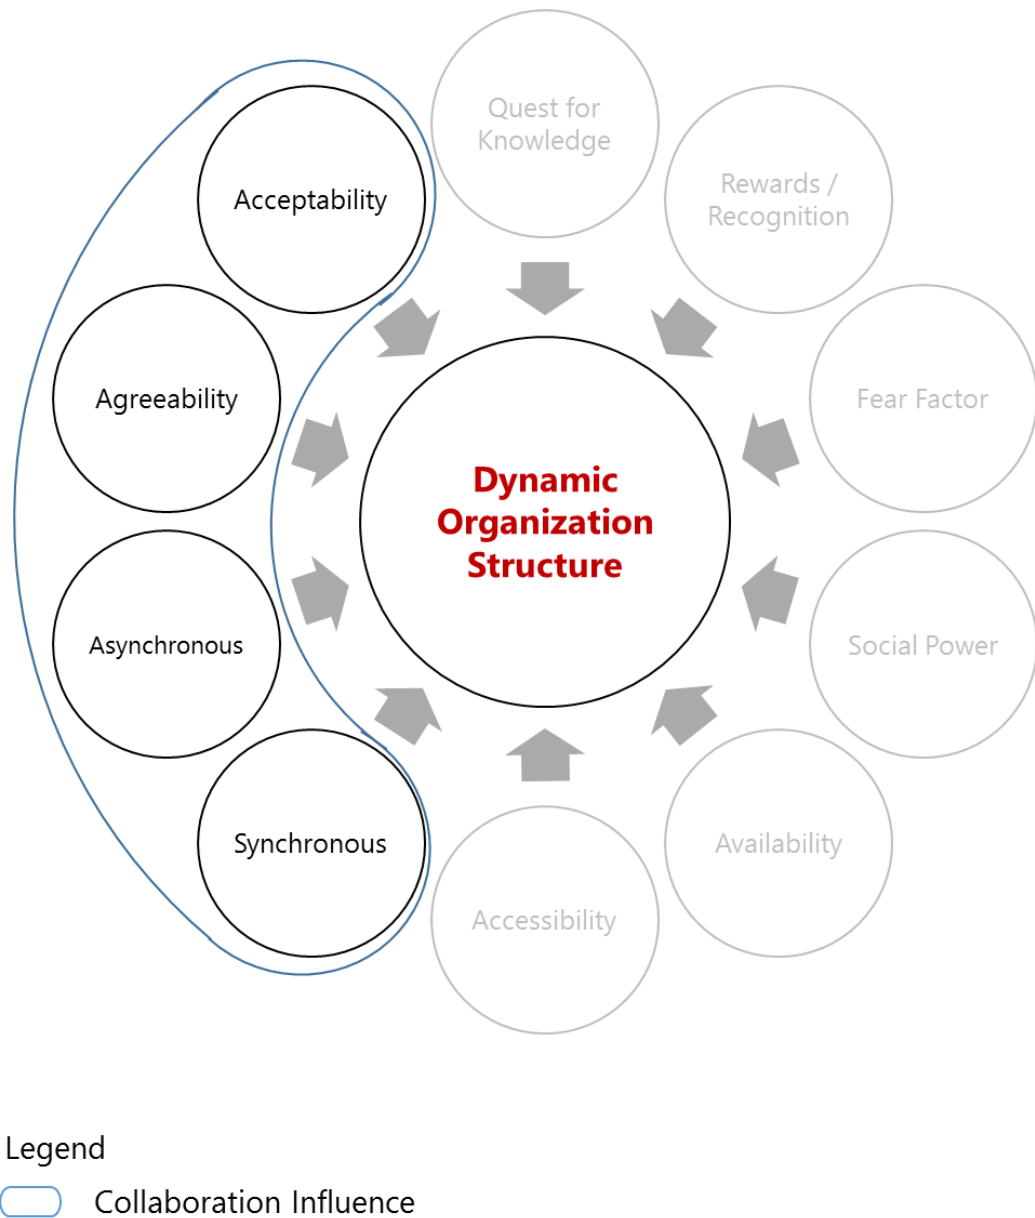 Quest for
Knowledge
Rewards /
Recognition
Acceptability
Fear Factor
Agreeability
Dynamic
Organization
Structure
Social Power
Asynchronous
Availability
Synchronous
Accessibility
Legend
Collaboration Influence